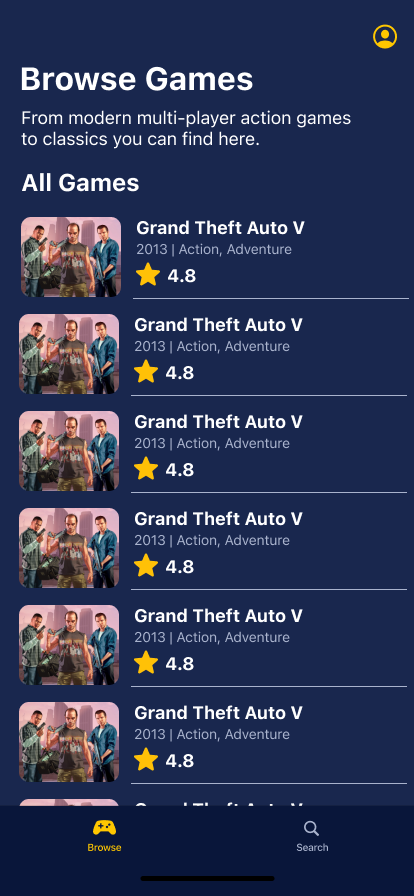 Browse Games
From modern multi-player action games
to classics you can find here.
All Games
Grand Theft Auto V
2013 | Action, Adventure
4.8
Grand Theft Auto V
2013 | Action, Adventure
4.8
Grand Theft Auto V
2013 | Action, Adventure
4.8
Grand Theft Auto V
2013 | Action, Adventure
4.8
Grand Theft Auto V
2013 | Action, Adventure
4.8
Grand Theft Auto V
2013 | Action, Adventure
4.8
Browse
Search